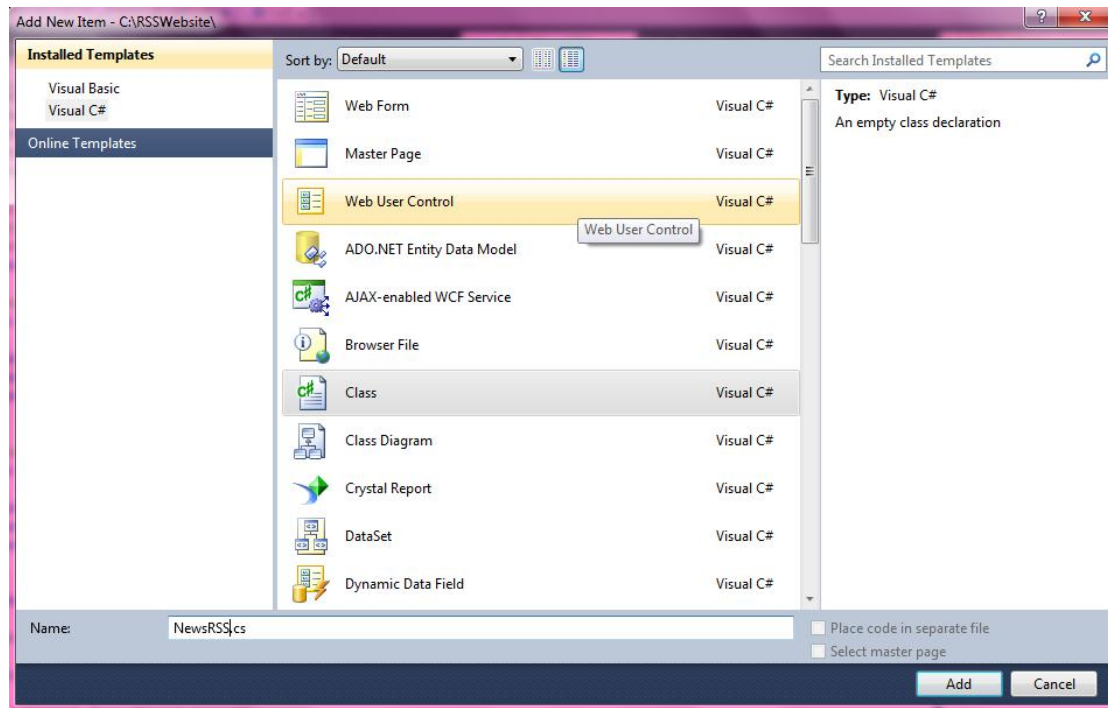 Add New Item - C:\RSSWebsite\
Installed Templates
Visual Basic
Visual C#
Online Templates
Sort by: Default
Search Installed Templates
Web Form Visual C#
Master Page Visual C#
Web User Control Visual C#
Web User Control
ADO.NET Entity Data Model Visual C#
AJAX-enabled WCF Service Visual C#
Browser File Visual C#
Class Visual C#
Class Diagram Visual C#
Crystal Report Visual C#
DataSet Visual C#
Dynamic Data Field Visual C#
Type: Visual C#
An empty class declaration
Name: NewsRSS.cs
Place code in separate file
Select master page
Add Cancel